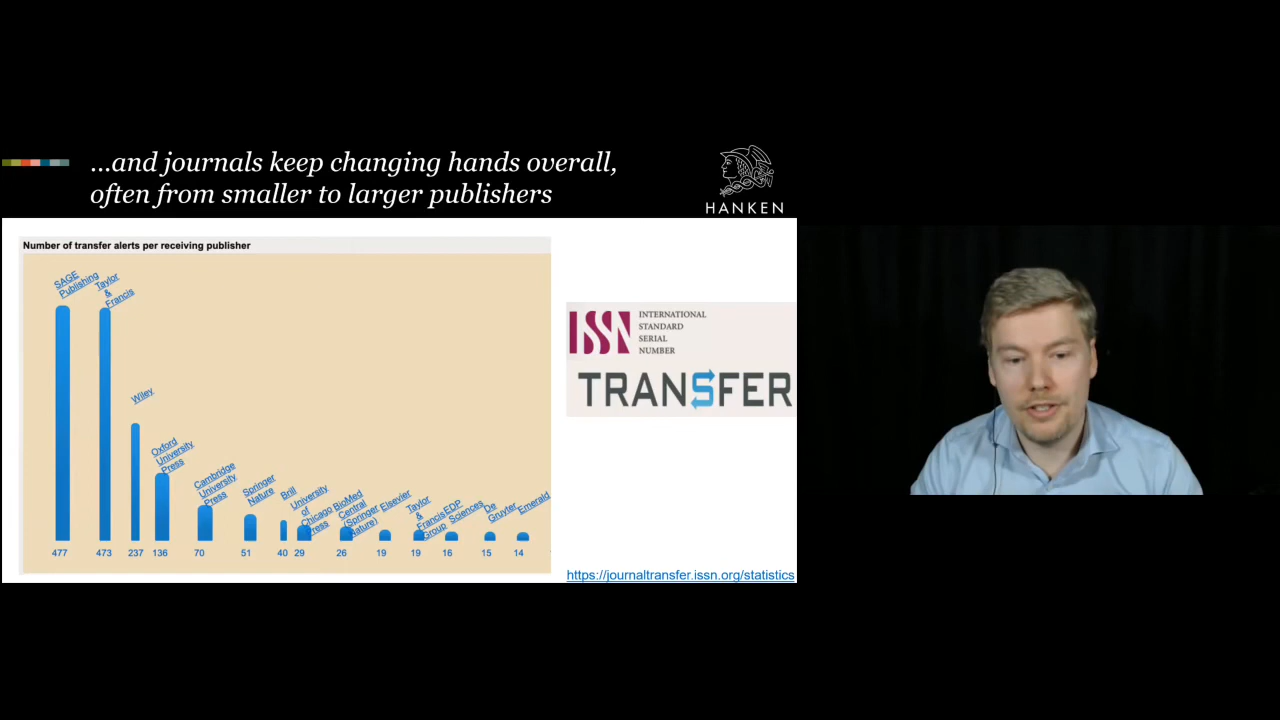 ...and journals keep changing hands overall,
often from smaller to larger publishers
HANKEN
Number of transfer alerts per receiving publisher
SAGE
Publishing
Taylor
&
Francis
Wiley
Oxford
University
Press
Cambridge
University
Press
Springer
Nature
Brill
University
of
Chicago
Press
BioMed
Central
(Springer
Nature)
Elsevier
Taylor
&
Francis
Group
EDP
Sciences
De
Gruyter
Emerald
477 473 237 136 70 51 40 29 26 19 19 16 15 14
ISSN
INTERNATIONAL
STANDARD
SERIAL
NUMBER
TRANSFER
https://journaltransfer.issn.org/statistics